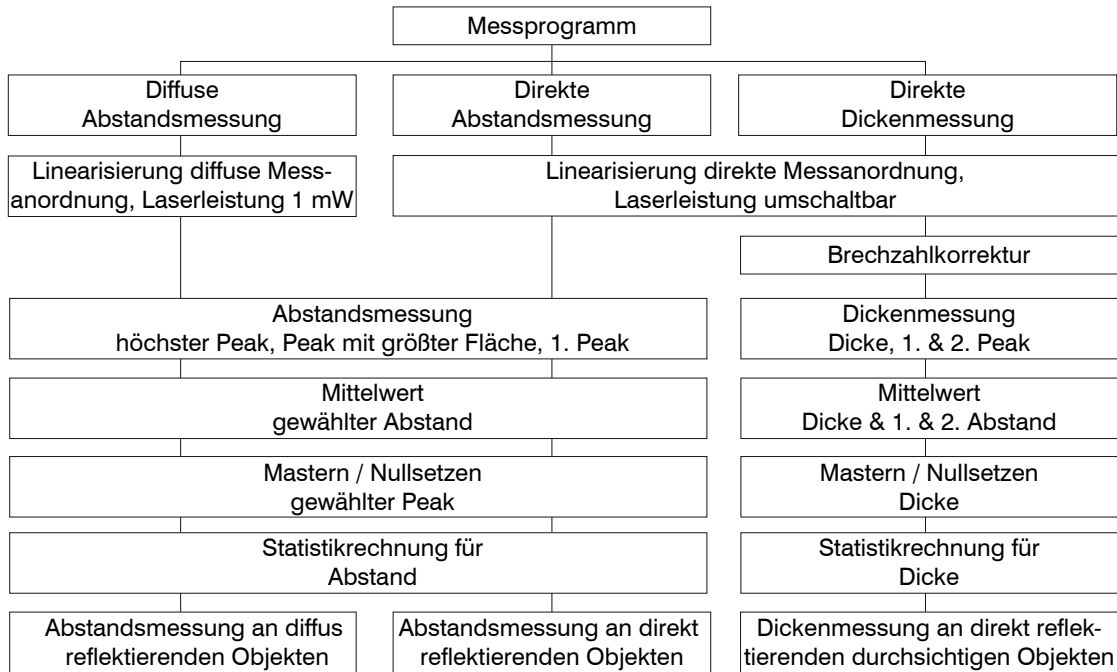 Messprogramm
Diffuse
Abstandsmessung
Direkte
Abstandsmessung
Direkte
Dickenmessung
Linearisierung diffuse Mess-
anordnung, Laserleistung 1 mW
Linearisierung direkte Messanordnung,
Laserleistung umschaltbar
Brechzahlkorrektur
Abstandsmessung
höchster Peak, Peak mit größter Fläche, 1. Peak
Dickenmessung
Dicke, 1. & 2. Peak
Mittelwert
gewählter Abstand
Mittelwert
Dicke & 1. & 2. Abstand
Mastern / Nullsetzen
gewählter Peak
Mastern / Nullsetzen
Dicke
Statistikrechnung für
Abstand
Statistikrechnung für
Dicke
Abstandsmessung an diffus
reflektierenden Objekten
Abstandsmessung an direkt
reflektierenden Objekten
Dickenmessung an direkt reflek-
tierenden durchsichtigen Objekten